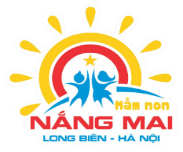 Mầm non
NẮNG MAI
LONG BIÊN - HÀ NỘI